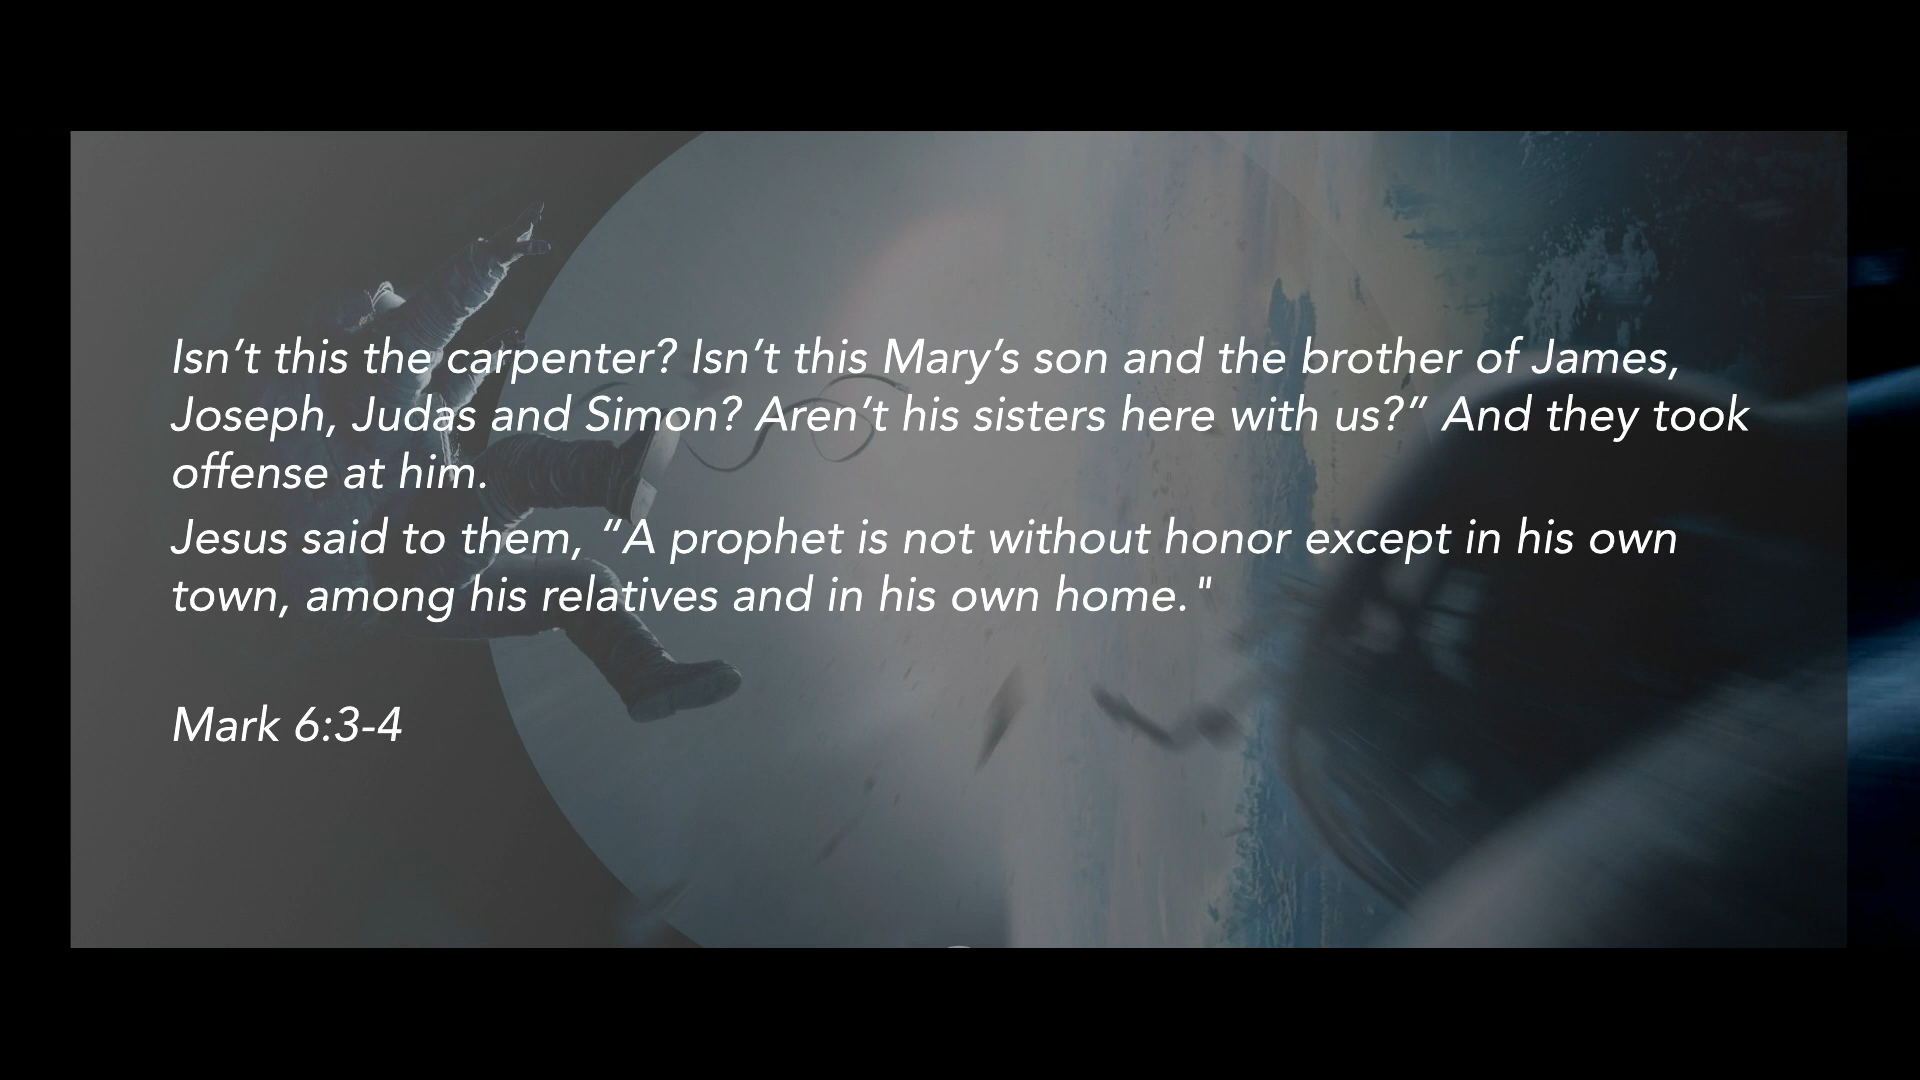 Isn’t this the carpenter? Isn’t this Mary’s son and the brother of James,
Joseph, Judas and Simon? Aren’t his sisters here with us?” And they took
offense at him.
Jesus said to them, “A prophet is not without honor except in his own
town, among his relatives and in his own home."
Mark 6:3-4